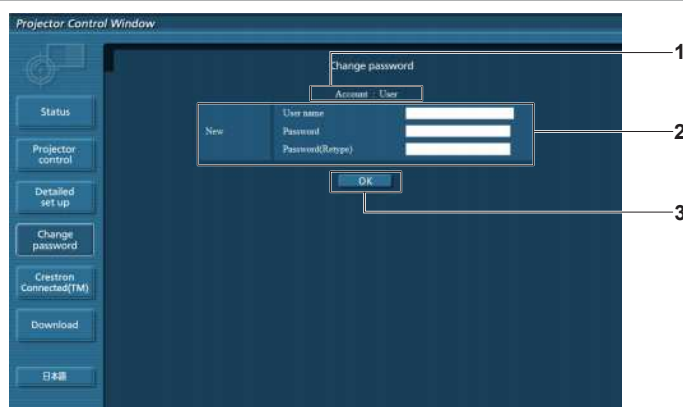 Projector Control Window
Change password
Account : User
New
User name
Password
Password(Retype)
OK
Status
Projector
control
Detailed
set up
Change
password
Crestron
Connected(TM)
Download
日本語
1
2
3